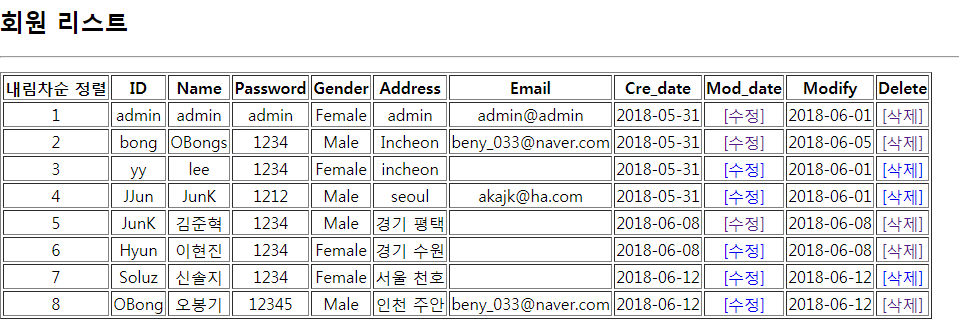 회원 리스트
내림차순 정렬 ID Name Password Gender Address Email Cre_date Mod_date Modify Delete
1 admin admin admin Female admin admin@admin 2018-05-31 [수정] 2018-06-01 [삭제]
2 bong OBongs 1234 Male Incheon beny_033@naver.com 2018-05-31 [수정] 2018-06-05 [삭제]
3 yy lee 1234 Female incheon 2018-05-31 [수정] 2018-06-01 [삭제]
4 JJun JunK 1212 Male seoul akajk@ha.com 2018-05-31 [수정] 2018-06-01 [삭제]
5 JunK 김준혁 1234 Male 경기 평택 2018-06-08 [수정] 2018-06-08 [삭제]
6 Hyun 이현진 1234 Female 경기 수원 2018-06-08 [수정] 2018-06-08 [삭제]
7 Soluz 신솔지 1234 Female 서울 천호 2018-06-12 [수정] 2018-06-12 [삭제]
8 OBong 오봉기 12345 Male 인천 주안 beny_033@naver.com 2018-06-12 [수정] 2018-06-12 [삭제]